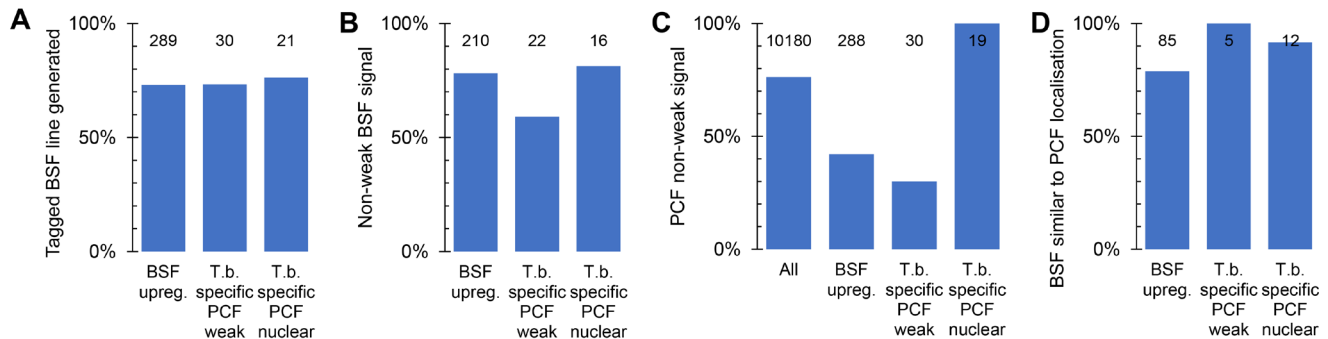 A
Tagged BSF line generated
100%
50%
0%
289
30
21
BSF
upreg.
T.b.
specific
PCF
weak
T.b.
specific
PCF
nuclear
B
Non-weak BSF signal
100%
50%
0%
210
22
16
BSF
upreg.
T.b.
specific
PCF
weak
T.b.
specific
PCF
nuclear
C
PCF non-weak signal
100%
50%
0%
10180
288
30
19
All
BSF
upreg.
T.b.
specific
PCF
weak
T.b.
specific
PCF
nuclear
D
BSF similar to PCF localisation
100%
50%
0%
85
5
12
BSF
upreg.
T.b.
specific
PCF
weak
T.b.
specific
PCF
nuclear